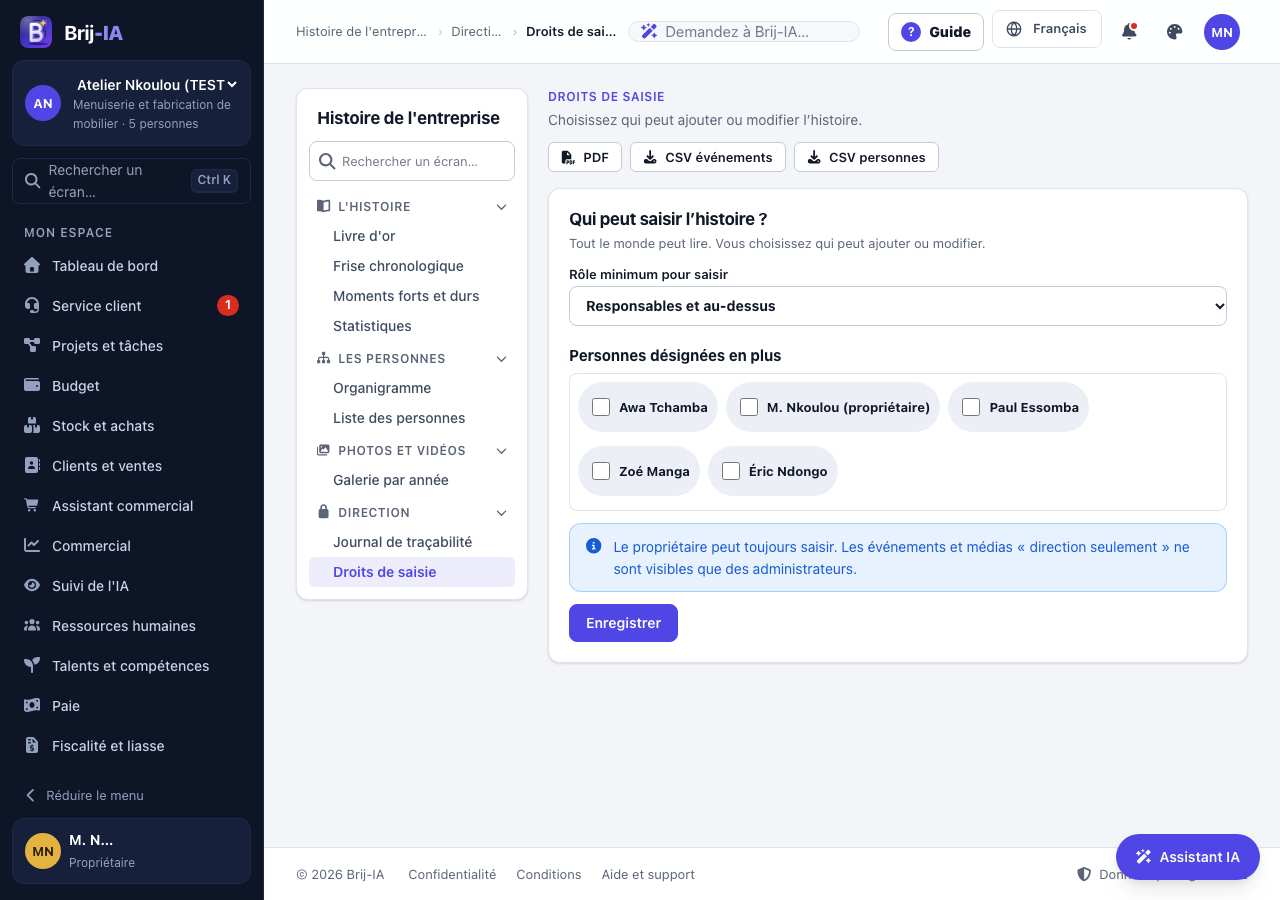 Brij-IA
AN
Atelier Nkoulou (TEST
Menuiserie et fabrication de
mobilier · 5 personnes
Rechercher un
écran...
Ctrl K
MON ESPACE
Tableau de bord
Service client
1
Projets et tâches
Budget
Stock et achats
Clients et ventes
Assistant commercial
Commercial
Suivi de l'IA
Ressources humaines
Talents et compétences
Paie
Fiscalité et liasse
Réduire le menu
MN
M. N...
Propriétaire
Histoire de l'entrepr... › Directi... › Droits de sai...
Demandez à Brij-IA...
? Guide
Français
MN
Histoire de l'entreprise
Rechercher un écran...
L'HISTOIRE
Livre d'or
Frise chronologique
Moments forts et durs
Statistiques
LES PERSONNES
Organigramme
Liste des personnes
PHOTOS ET VIDÉOS
Galerie par année
DIRECTION
Journal de traçabilité
Droits de saisie
DROITS DE SAISIE
Choisissez qui peut ajouter ou modifier l’histoire.
PDF
CSV événements
CSV personnes
Qui peut saisir l’histoire ?
Tout le monde peut lire. Vous choisissez qui peut ajouter ou modifier.
Rôle minimum pour saisir
Responsables et au-dessus
Personnes désignées en plus
Awa Tchamba
M. Nkoulou (propriétaire)
Paul Essomba
Zoé Manga
Éric Ndongo
Le propriétaire peut toujours saisir. Les événements et médias « direction seulement » ne
sont visibles que des administrateurs.
Enregistrer
© 2026 Brij-IA
Confidentialité
Conditions
Aide et support
Assistant IA